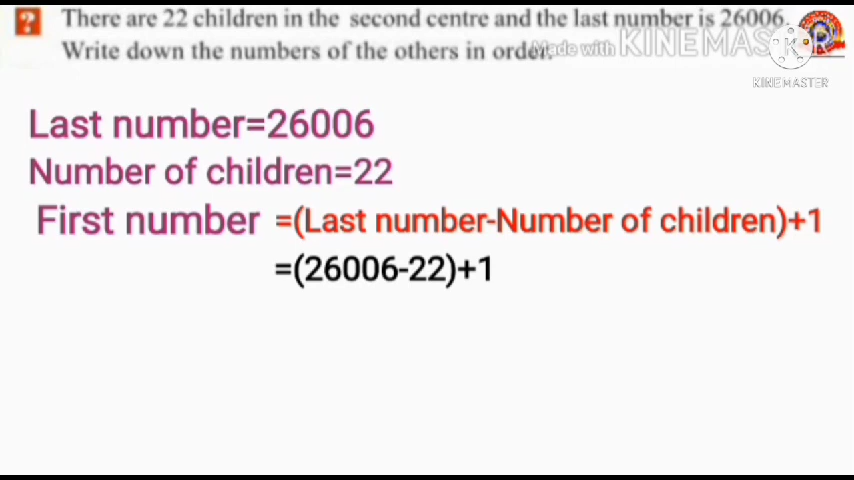 There are 22 children in the second centre and the last number is 26006.
Write down the numbers of the others in order.
Made with KINEMASTER
KINEMASTER
Last number=26006
Number of children=22
First number =(Last number-Number of children)+1
=(26006-22)+1